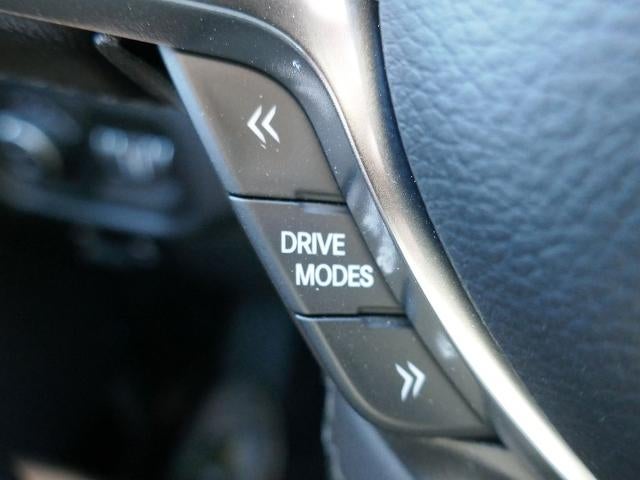 «
DRIVE
MODES
»